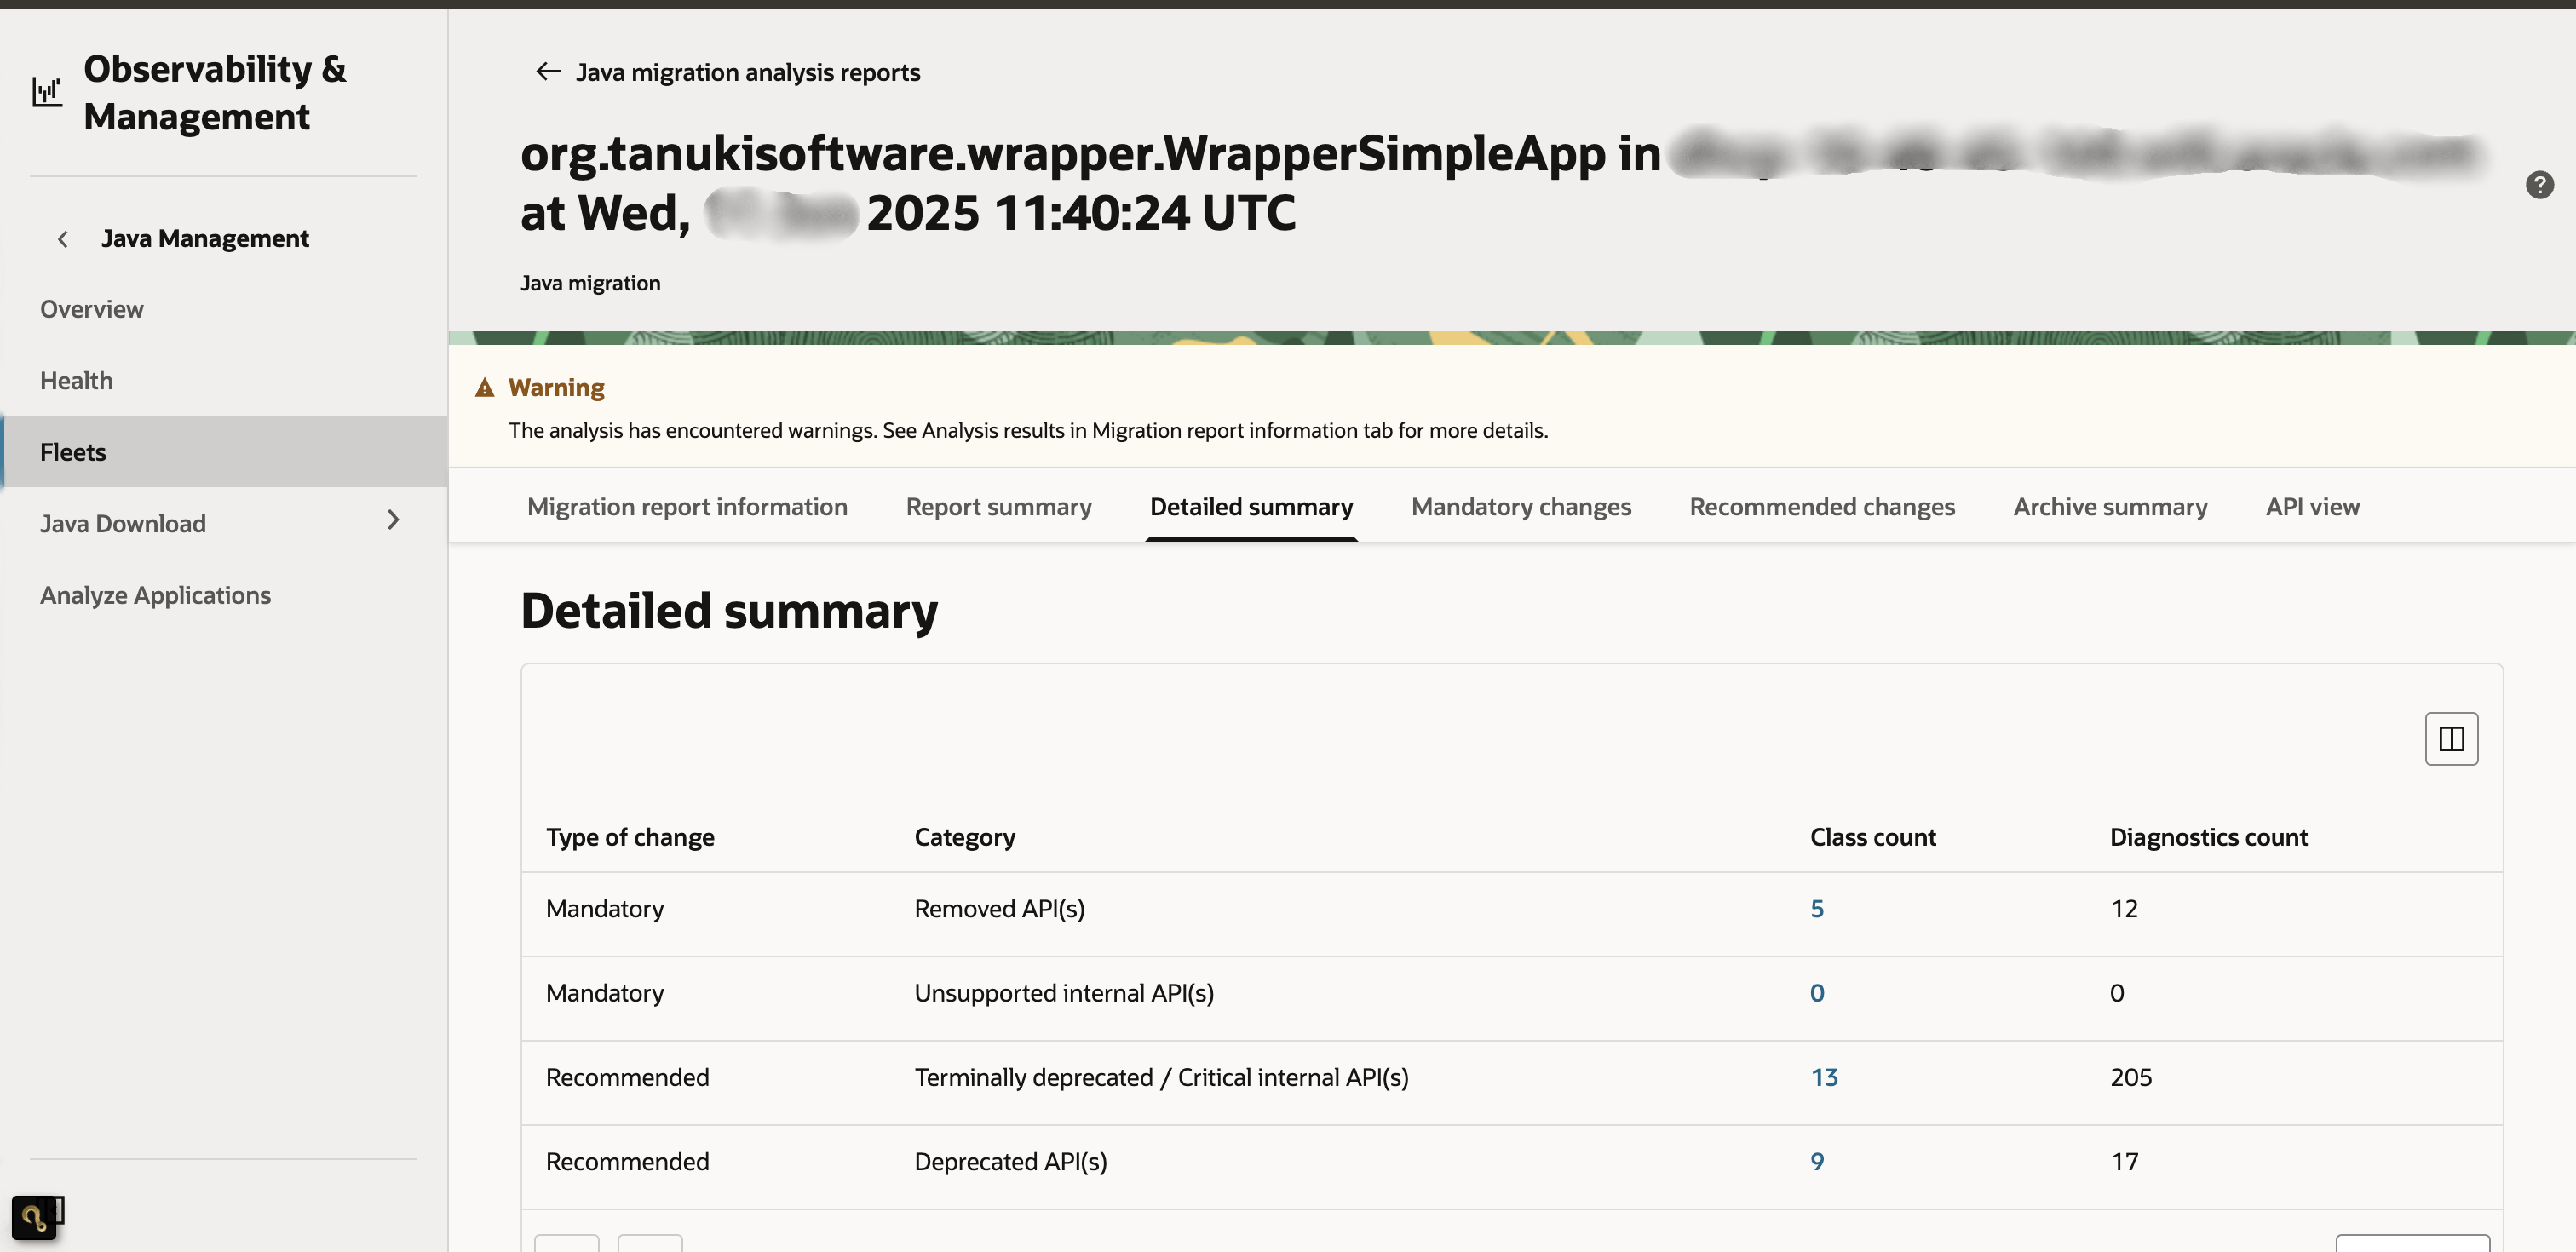 Observability &
Management
Java Management
Overview
Health
Fleets
Java Download
Analyze Applications
Java migration analysis reports
org.tanukisoftware.wrapper.WrapperSimpleApp in
at Wed, 2025 11:40:24 UTC
?
Java migration
Warning
The analysis has encountered warnings. See Analysis results in Migration report information tab for more details.
Migration report information Report summary Detailed summary Mandatory changes Recommended changes Archive summary API view
Detailed summary
Type of change Category Class count Diagnostics count
Mandatory Removed API(s) 5 12
Mandatory Unsupported internal API(s) 0 0
Recommended Terminally deprecated / Critical internal API(s) 13 205
Recommended Deprecated API(s) 9 17